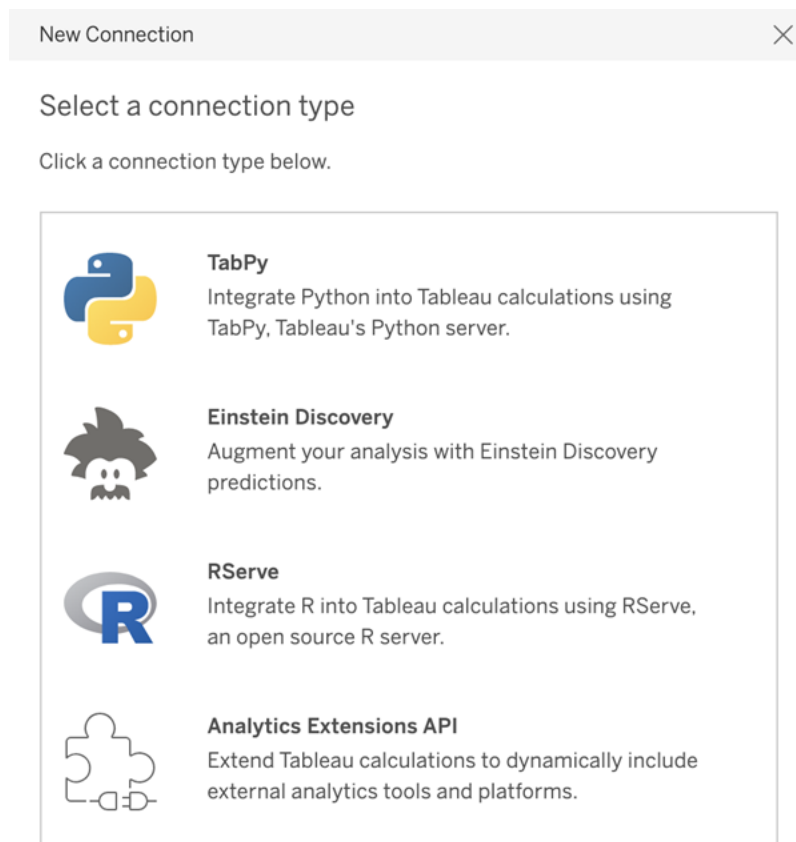 New Connection
Select a connection type
Click a connection type below.
TabPy
Integrate Python into Tableau calculations using
TabPy, Tableau's Python server.
Einstein Discovery
Augment your analysis with Einstein Discovery
predictions.
RServe
Integrate R into Tableau calculations using RServe,
an open source R server.
Analytics Extensions API
Extend Tableau calculations to dynamically include
external analytics tools and platforms.